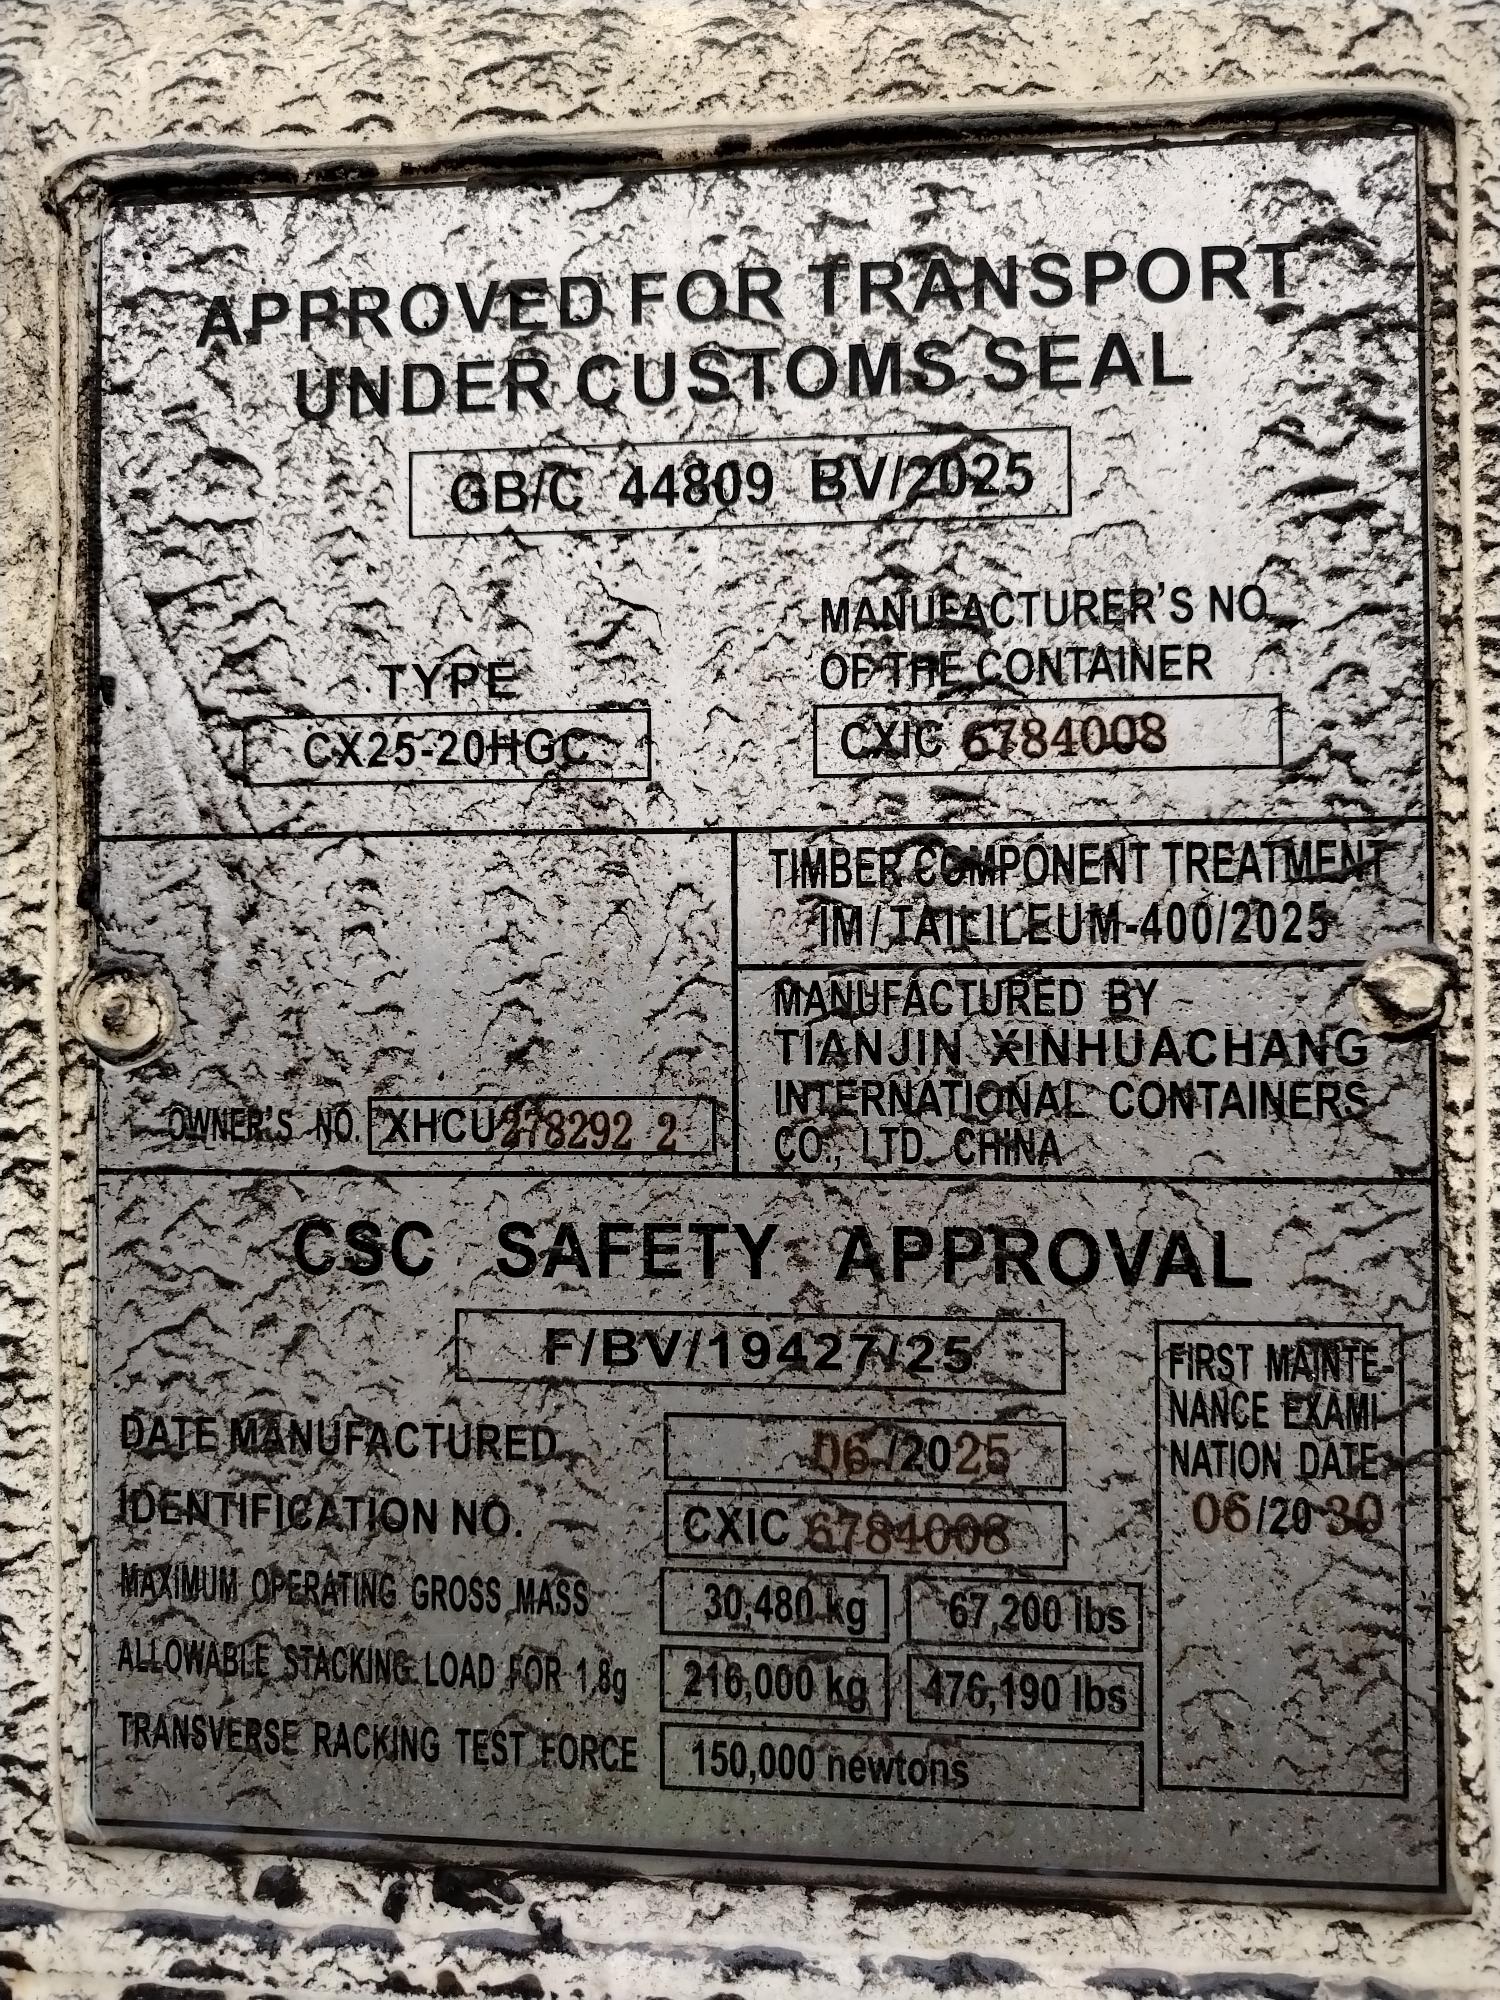 APPROVED FOR TRANSPORT
UNDER CUSTOMS SEAL
GB/C 44809 BV/2025
TYPE
CX25-20HGC
MANUFACTURER'S NO
OF THE CONTAINER
CXIC 6784008
TIMBER COMPONENT TREATMENT
IM/TAILILEUM-400/2025
MANUFACTURED BY
TIANJIN XINHUACHANG
INTERNATIONAL CONTAINERS
CO., LTD. CHINA
OWNER'S NO. XHCU278292 2
CSC SAFETY APPROVAL
F/BV/19427/25
DATE MANUFACTURED 06/2025
IDENTIFICATION NO. CXIC 6784008
MAXIMUM OPERATING GROSS MASS 30,480 kg 67,200 lbs
ALLOWABLE STACKING LOAD FOR 1.8g 216,000 kg 476,190 lbs
TRANSVERSE RACKING TEST FORCE 150,000 newtons
FIRST MAINTE-
NANCE EXAMI
NATION DATE
06/20 30